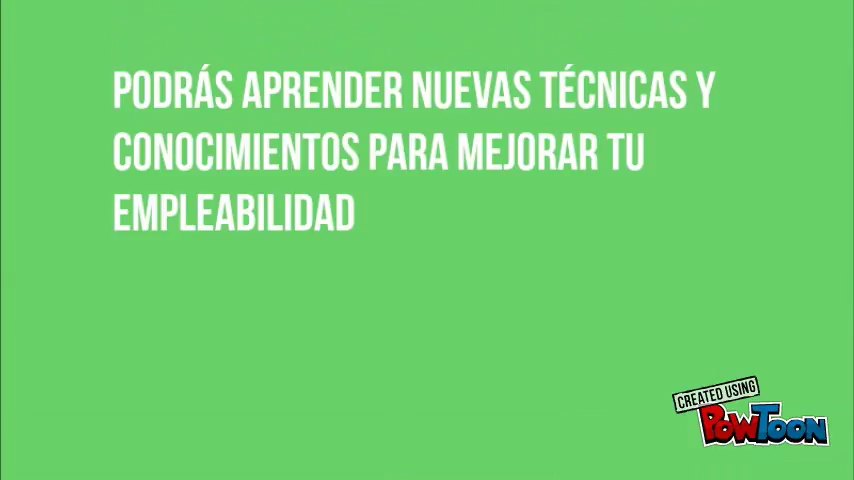 PODRÁS APRENDER NUEVAS TÉCNICAS Y
CONOCIMIENTOS PARA MEJORAR TU
EMPLEABILIDAD
CREATED USING
POWTOON